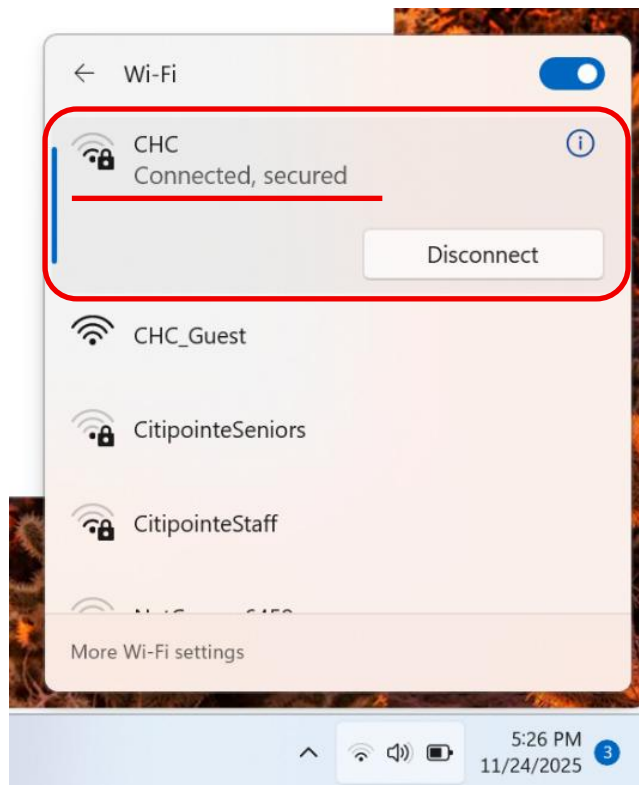 Wi-Fi
CHC
Connected, secured
Disconnect
CHC_Guest
CitipointeSeniors
CitipointeStaff
More Wi-Fi settings
5:26 PM
11/24/2025
3